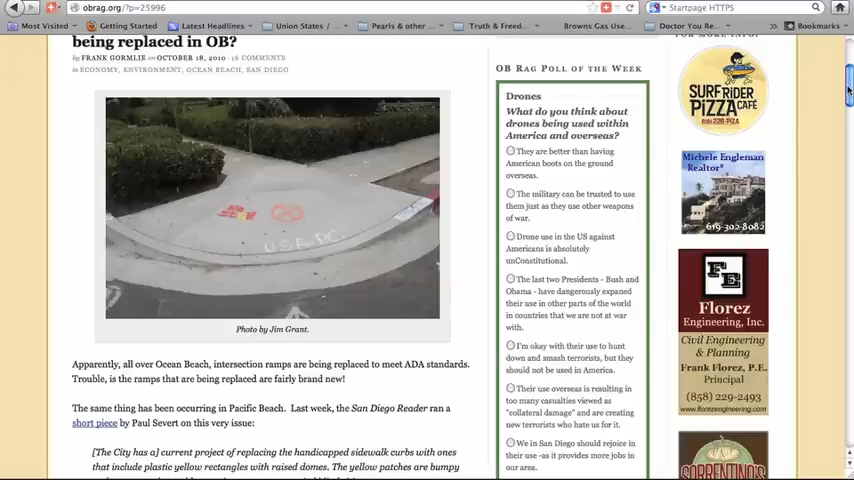 obrag.org/?p=25996
Startpage HTTPS
Most Visited
Getting Started
Latest Headlines
Union States /
Pearls & other
Truth & Freed
Browns Gas Use
Doctor You Re
Bookmarks
being replaced in OB?
by FRANK GORMLIE on OCTOBER 18, 2010 · 16 COMMENTS
in ECONOMY, ENVIRONMENT, OCEAN BEACH, SAN DIEGO
USA-DC
Photo by Jim Grant.
Apparently, all over Ocean Beach, intersection ramps are being replaced to meet ADA standards.
Trouble, is the ramps that are being replaced are fairly brand new!
The same thing has been occurring in Pacific Beach. Last week, the San Diego Reader ran a
short piece by Paul Severt on this very issue:
[The City has a] current project of replacing the handicapped sidewalk curbs with ones
that include plastic yellow rectangles with raised domes. The yellow patches are bumpy
OB RAG POLL OF THE WEEK
Drones
What do you think about
drones being used within
America and overseas?
They are better than having
American boots on the ground
overseas.
The military can be trusted to use
them just as they use other weapons
of war.
Drone use in the US against
Americans is absolutely
unConstitutional.
The last two Presidents - Bush and
Obama - have dangerously expaned
their use in other parts of the world
in countries that we are not at war
with.
I'm okay with their use to hunt
down and smash terrorists, but they
should not be used in America.
Their use overseas is resulting in
too many casualties viewed as
"collateral damage" and are creating
new terrorists who hate us for it.
We in San Diego should rejoice in
their use -as it provides more jobs in
our area.
FOR MORE INFO:
SURFRIDER
PIZZA CAFÉ
Michele Engleman
Realtor®
619-302-8082
FE
Florez
Engineering, Inc.
Civil Engineering
& Planning
Frank Florez, P.E.
Principal
(858) 229-2493
www.florezengineering.com
SORRENTINO'S